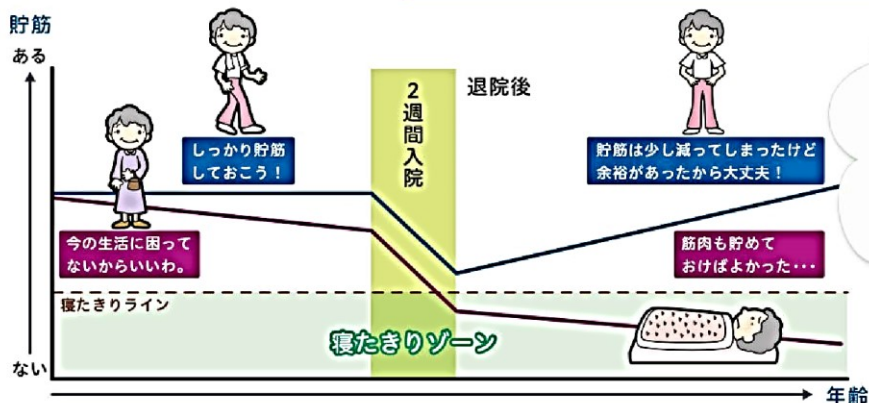 貯筋
ある
2週間入院
退院後
しっかり貯筋
しておこう！
貯筋は少し減ってしまったけど
余裕があったから大丈夫！
今の生活に困って
ないからいいわ。
筋肉も貯めて
おけばよかった・・・
寝たきりライン
寝たきりゾーン
ない
年齢